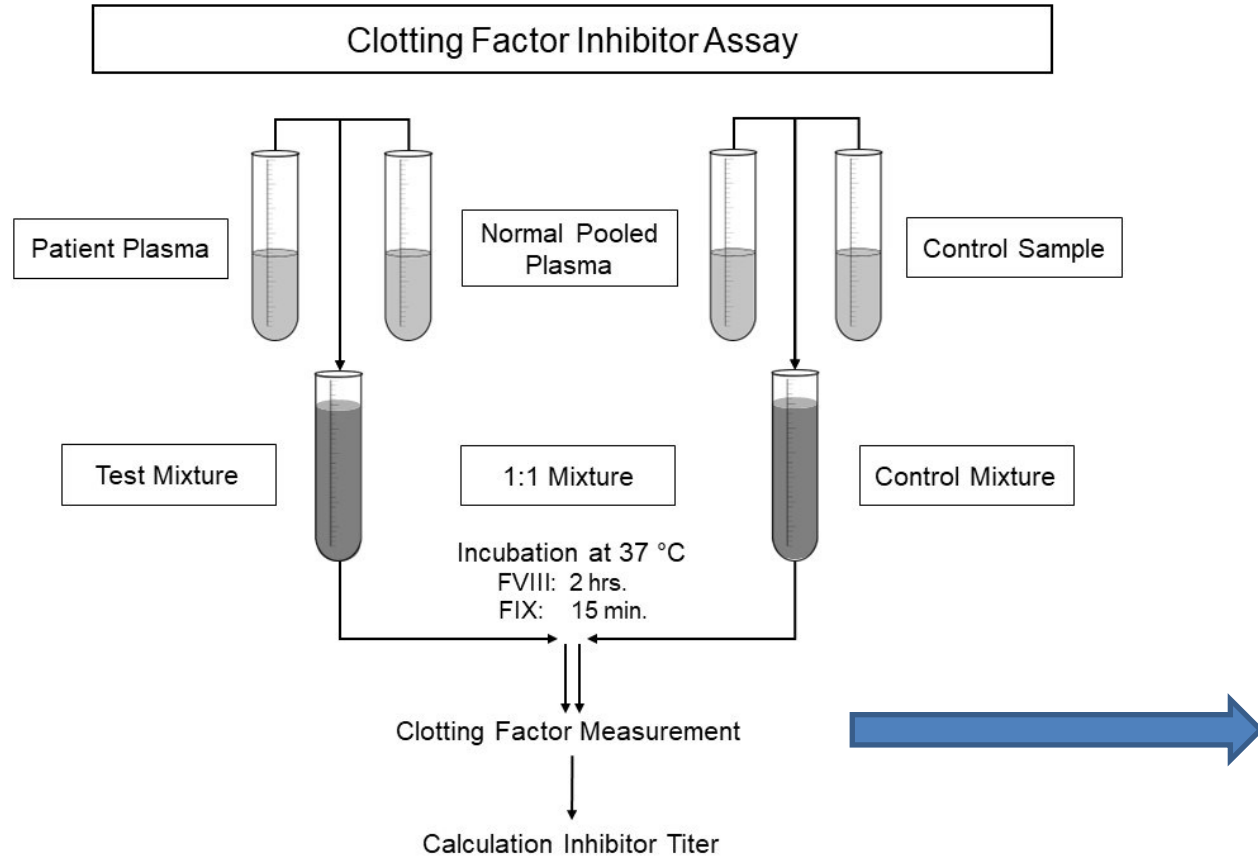 Clotting Factor Inhibitor Assay
Patient Plasma
Normal Pooled
Plasma
Control Sample
Test Mixture
1:1 Mixture
Control Mixture
Incubation at 37 °C
FVIII: 2 hrs.
FIX: 15 min.
Clotting Factor Measurement
Calculation Inhibitor Titer